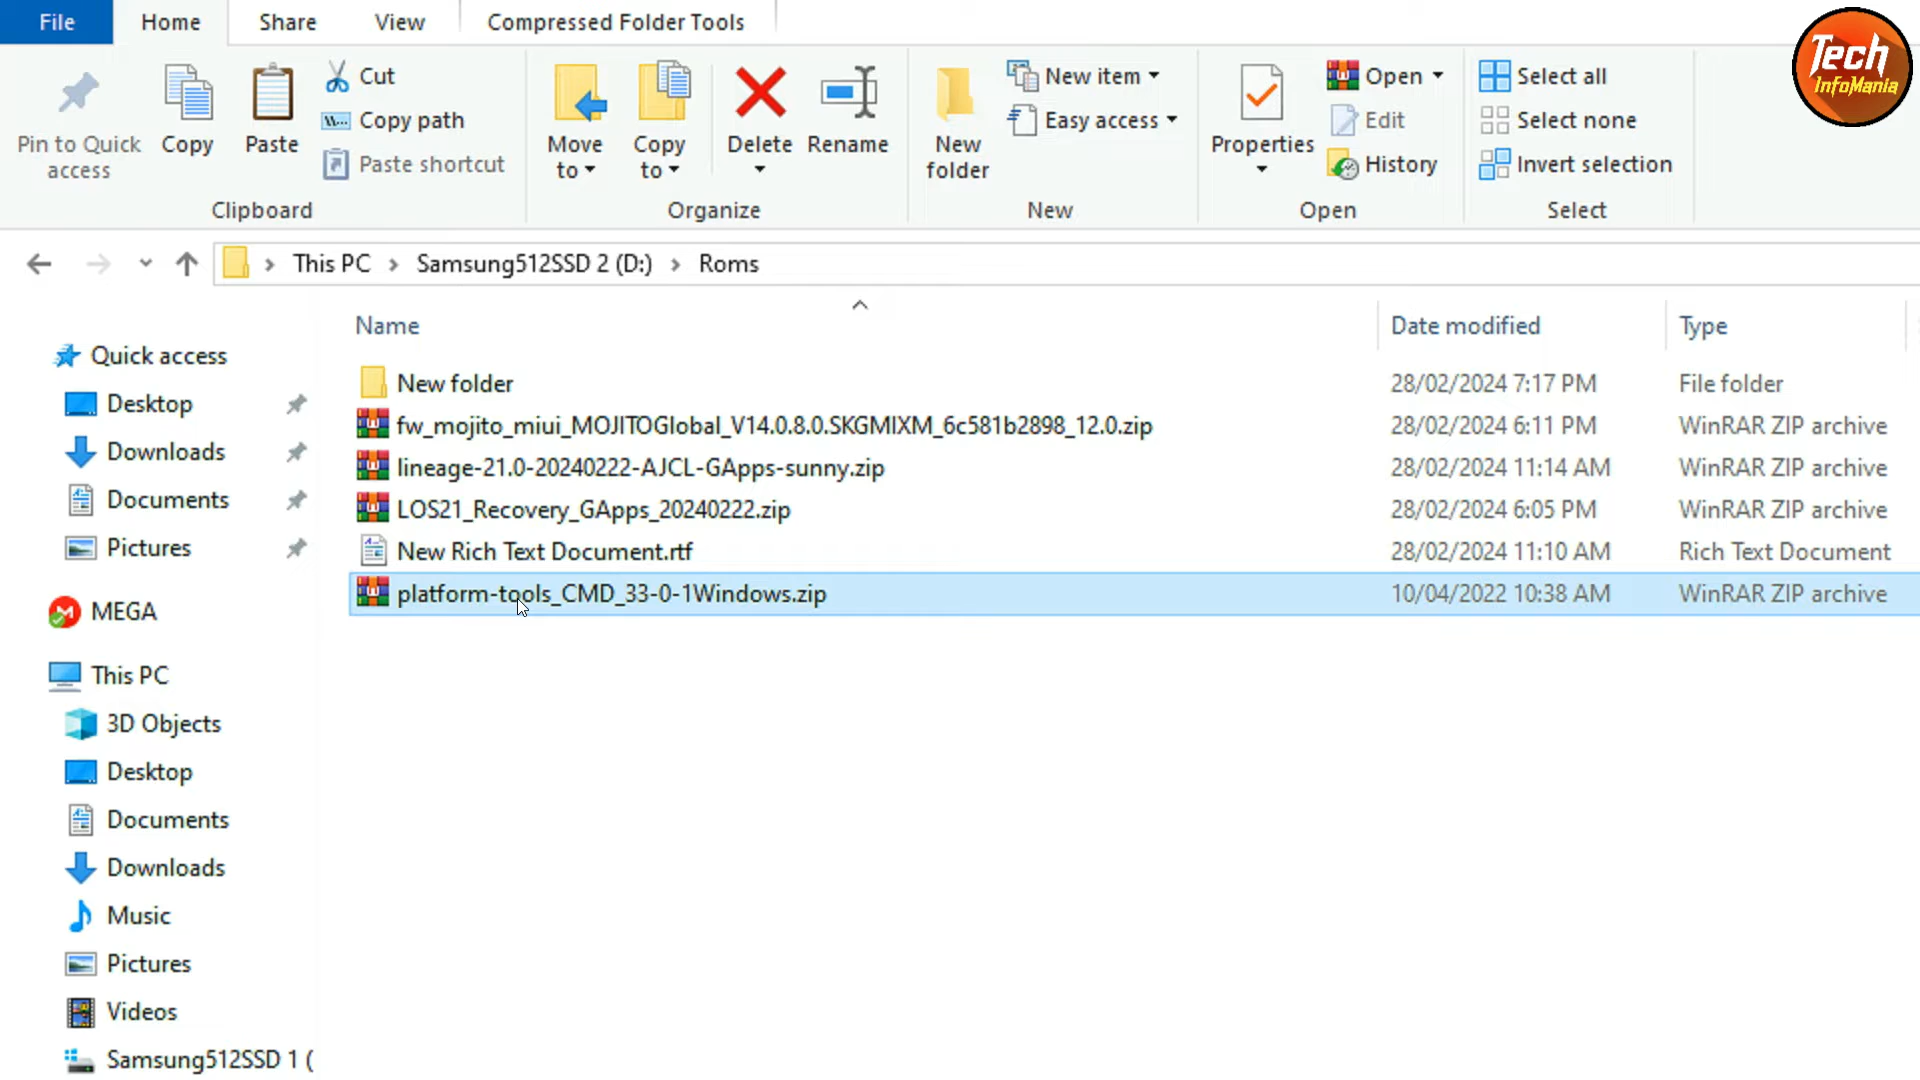 File Home Share View Compressed Folder Tools
Tech
InfoMania
Pin to Quick access
Copy
Paste
Cut
W...
Copy path
Paste shortcut
Clipboard
Move to
Copy to
Delete
Rename
Organize
New folder
New item
Easy access
New
Properties
Open
Edit
History
Open
Select all
Select none
Invert selection
Select
This PC > Samsung512SSD 2 (D:) > Roms
Quick access
Desktop
Downloads
Documents
Pictures
MEGA
This PC
3D Objects
Desktop
Documents
Downloads
Music
Pictures
Videos
Samsung512SSD 1 (
Name Date modified Type
New folder 28/02/2024 7:17 PM File folder
fw_mojito_miui_MOJITOGlobal_V14.0.8.0.SKGMIXM_6c581b2898_12.0.zip 28/02/2024 6:11 PM WinRAR ZIP archive
lineage-21.0-20240222-AJCL-GApps-sunny.zip 28/02/2024 11:14 AM WinRAR ZIP archive
LOS21_Recovery_GApps_20240222.zip 28/02/2024 6:05 PM WinRAR ZIP archive
New Rich Text Document.rtf 28/02/2024 11:10 AM Rich Text Document
platform-tools_CMD_33-0-1Windows.zip 10/04/2022 10:38 AM WinRAR ZIP archive